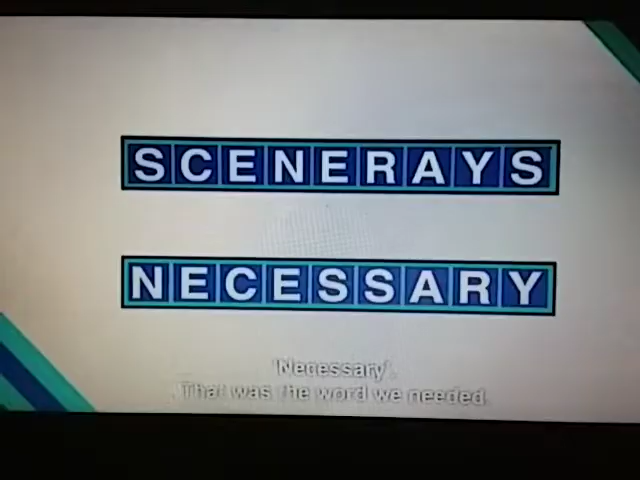 SCENERAYS
NECESSARY
'Necessary'.
That was the word we needed.